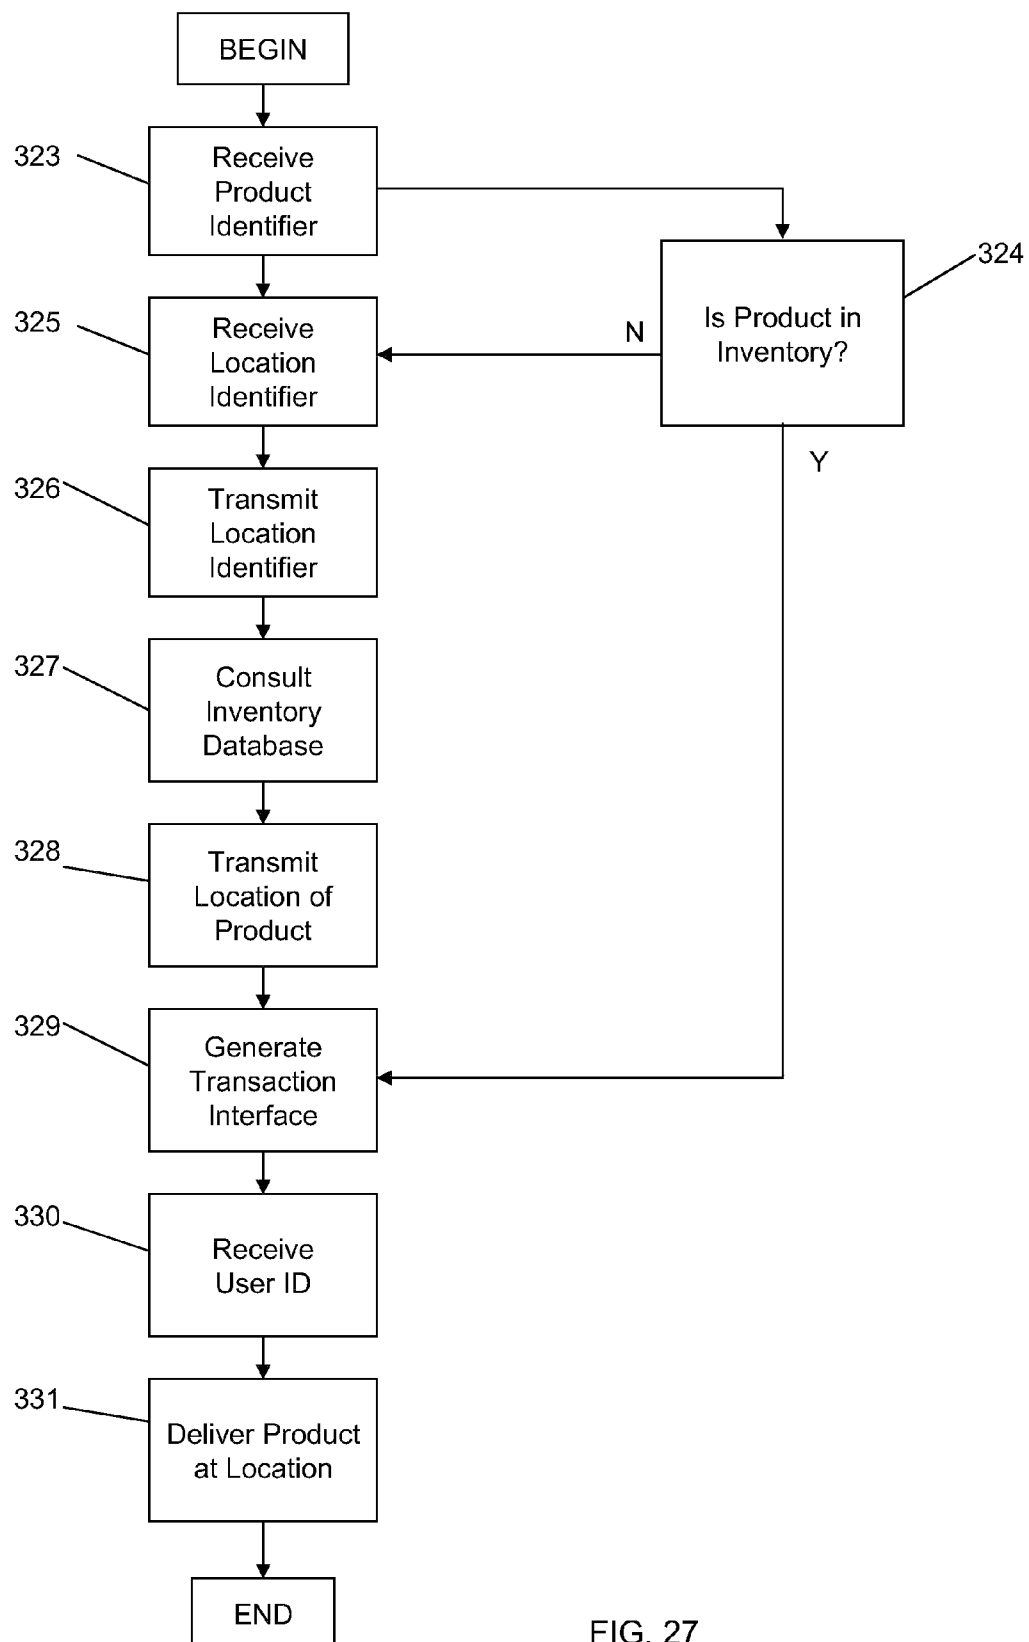 BEGIN
323
Receive
Product
Identifier
324
Is Product in
Inventory?
N
Y
325
Receive
Location
Identifier
326
Transmit
Location
Identifier
327
Consult
Inventory
Database
328
Transmit
Location of
Product
329
Generate
Transaction
Interface
330
Receive
User ID
331
Deliver Product
at Location
END
FIG. 27